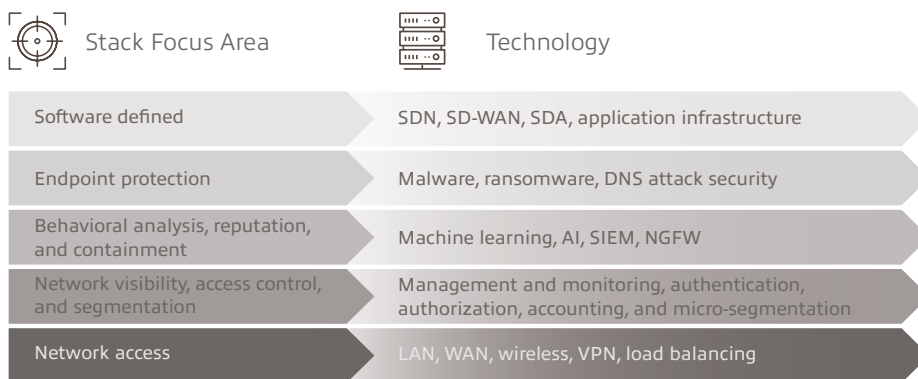 Stack Focus Area
Technology
Software defined
SDN, SD-WAN, SDA, application infrastructure
Endpoint protection
Malware, ransomware, DNS attack security
Behavioral analysis, reputation,
and containment
Machine learning, AI, SIEM, NGFW
Network visibility, access control,
and segmentation
Management and monitoring, authentication,
authorization, accounting, and micro-segmentation
Network access
LAN, WAN, wireless, VPN, load balancing